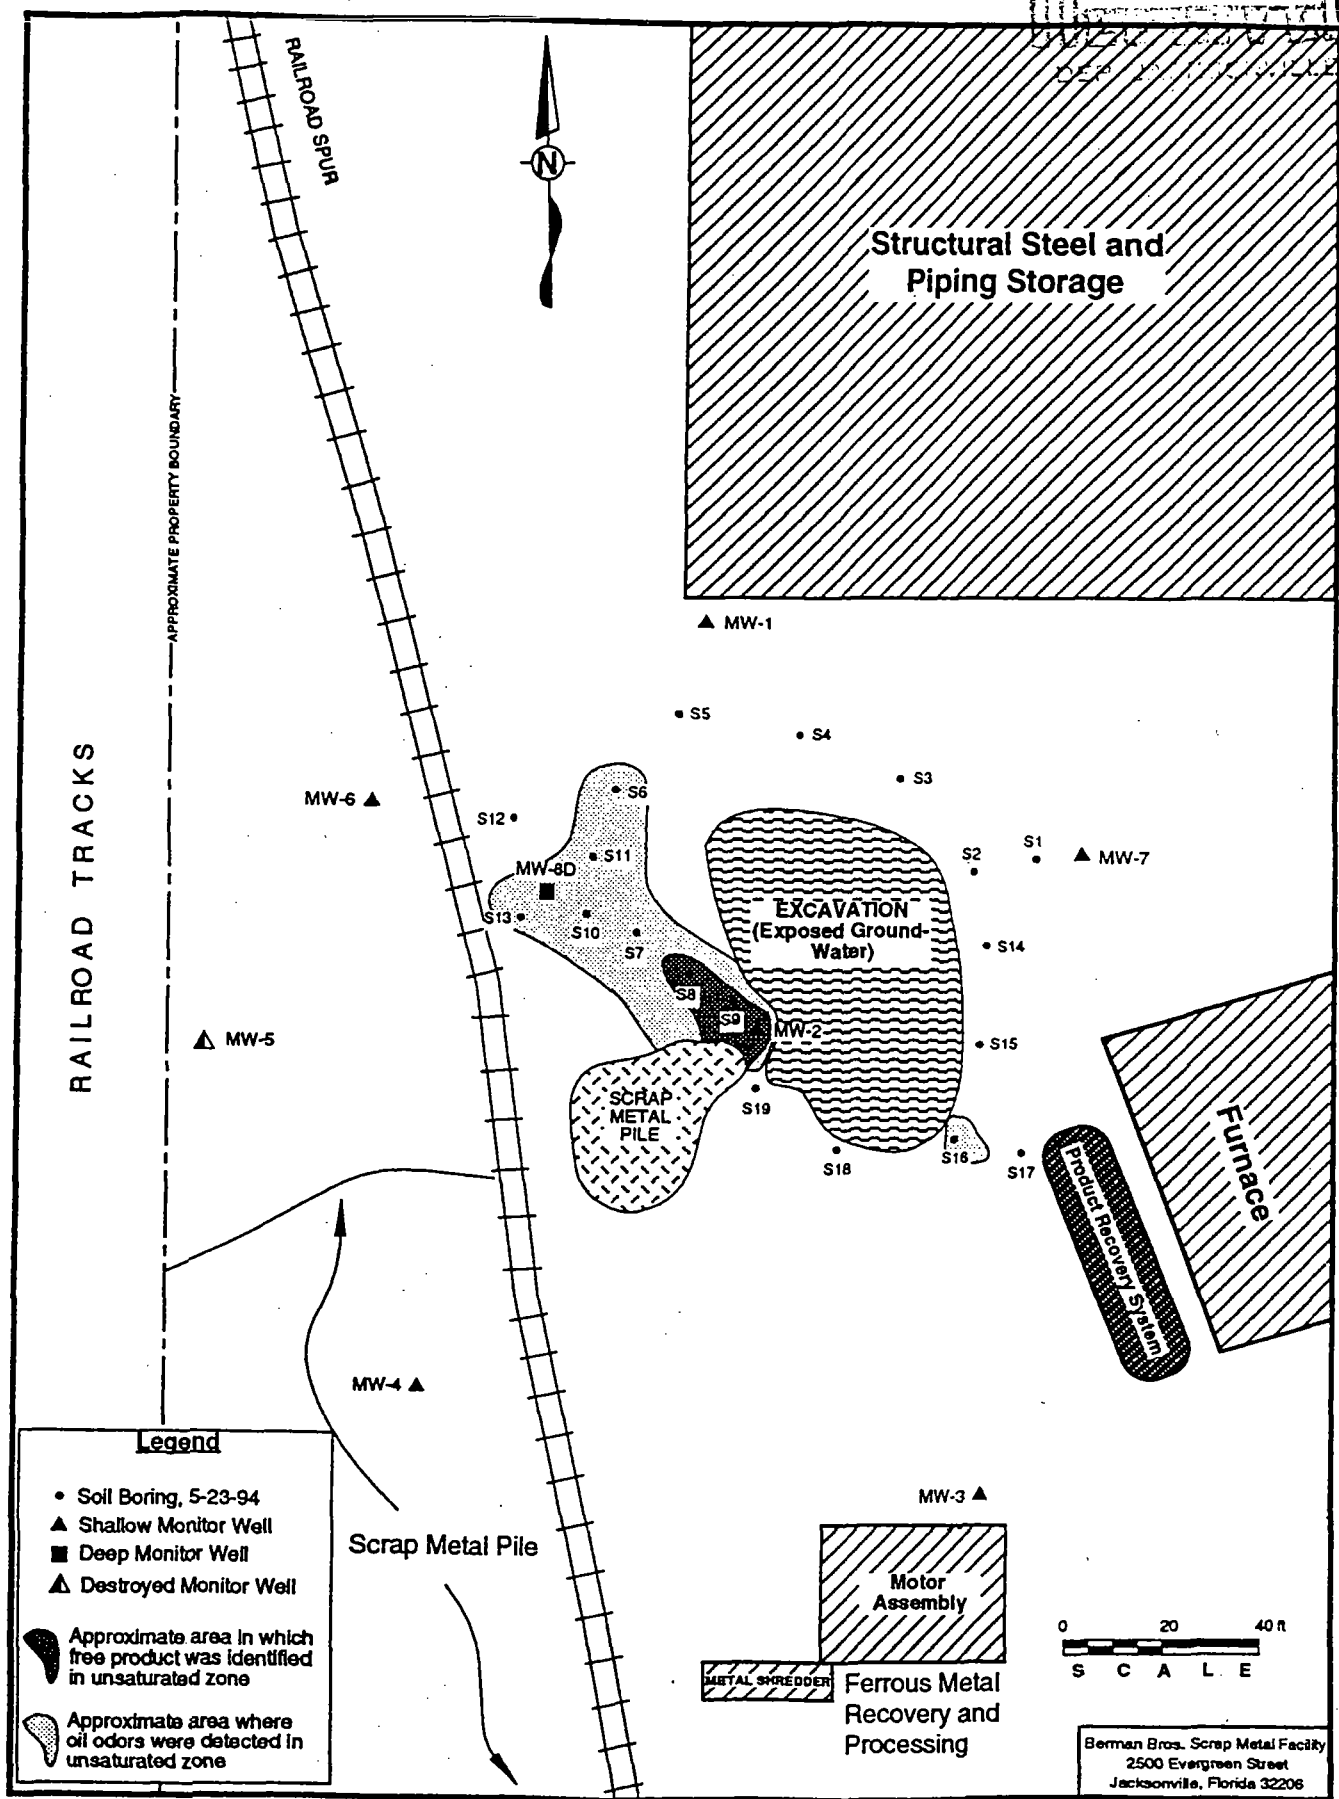 RAILROAD SPUR
N
Structural Steel and
Piping Storage
APPROXIMATE PROPERTY BOUNDARY
MW-1
S5
S4
S3
S6
MW-6
S12
S11
S1
S2
MW-7
MW-8D
RAILROAD TRACKS
S13
S10
EXCAVATION
(Exposed Ground-
Water)
S7
S14
S8
S9
MW-2
MW-5
S15
SCRAP
METAL
PILE
S19
S16
S18
S17
Furnace
Product Recovery System
MW-4
Legend
Soil Boring, 5-23-94
Shallow Monitor Well
Deep Monitor Well
Destroyed Monitor Well
Approximate area in which
free product was identified
in unsaturated zone
Approximate area where
oil odors were detected in
unsaturated zone
Scrap Metal Pile
MW-3
Motor
Assembly
METAL SHREDDER
Ferrous Metal
Recovery and
Processing
0 20 40 ft
S C A L E
Berman Bros. Scrap Metal Facility
2500 Evergreen Street
Jacksonville, Florida 32206